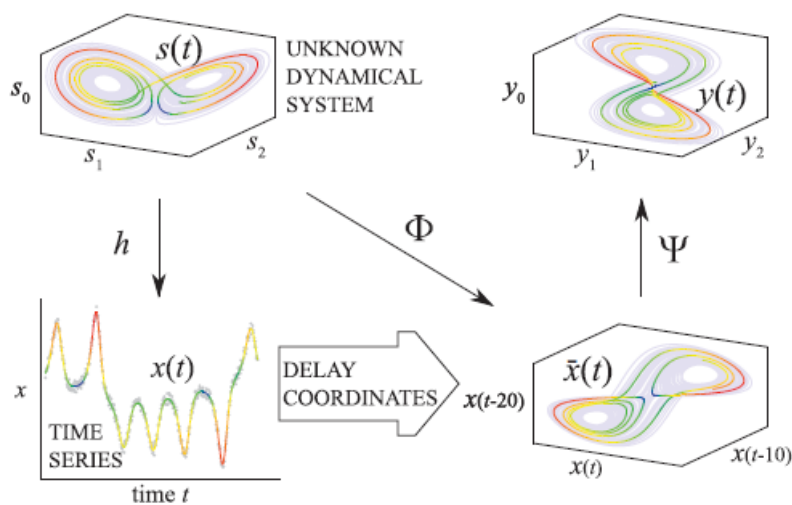 s(t)
UNKNOWN
DYNAMICAL
SYSTEM
s₀
s₁
s₂
y₀
y(t)
y₁
y₂
h
Φ
Ψ
x(t)
x
TIME
SERIES
time t
DELAY
COORDINATES
x̄(t)
x(t-20)
x(t)
x(t-10)